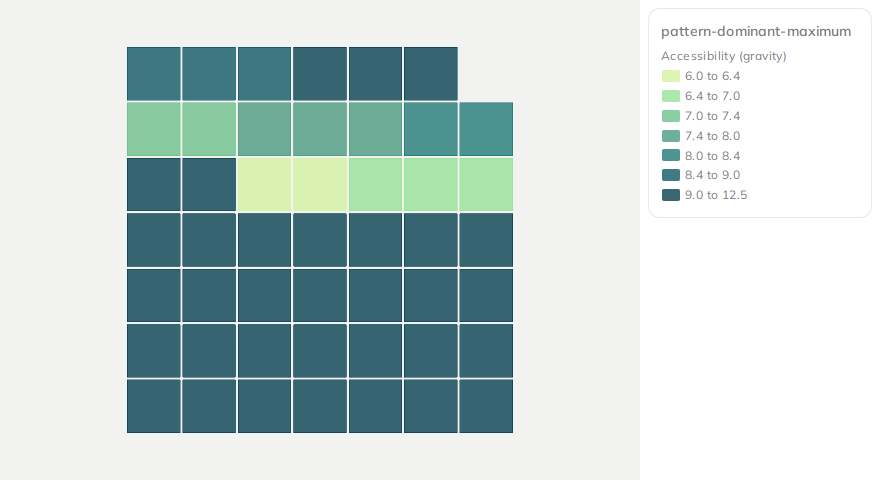 pattern-dominant-maximum
Accessibility (gravity)
6.0 to 6.4
6.4 to 7.0
7.0 to 7.4
7.4 to 8.0
8.0 to 8.4
8.4 to 9.0
9.0 to 12.5